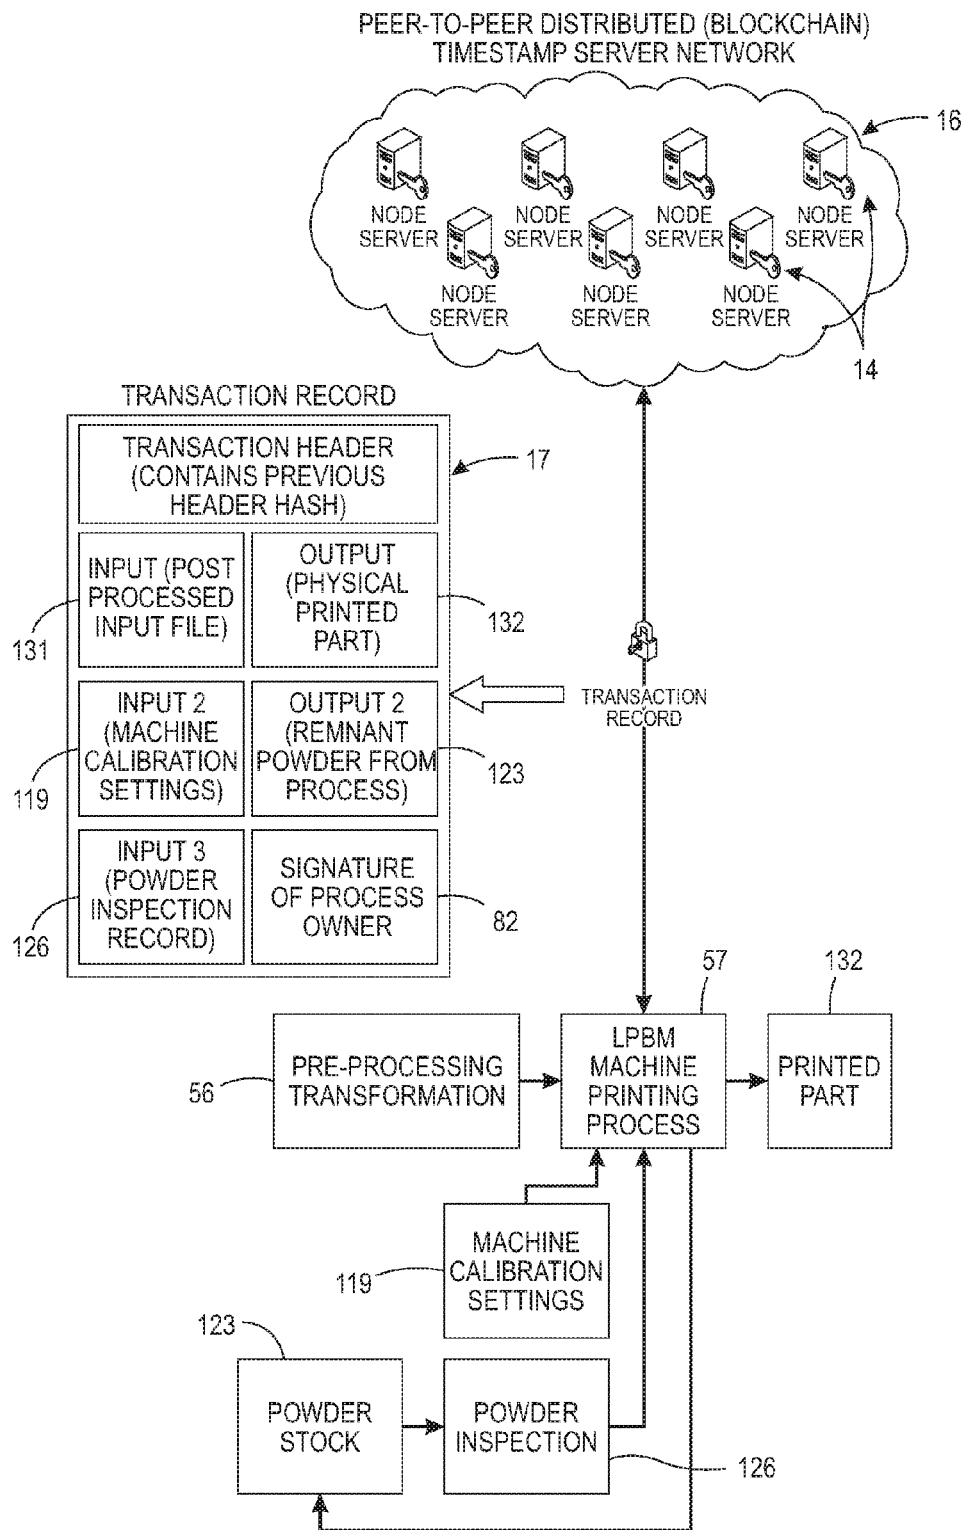 PEER-TO-PEER DISTRIBUTED (BLOCKCHAIN)
TIMESTAMP SERVER NETWORK
16
NODE
SERVER
NODE
SERVER
NODE
SERVER
NODE
SERVER
NODE
SERVER
NODE
SERVER
NODE
SERVER
14
TRANSACTION RECORD
TRANSACTION HEADER
(CONTAINS PREVIOUS
HEADER HASH)
17
INPUT (POST
PROCESSED
INPUT FILE)
131
OUTPUT
(PHYSICAL
PRINTED
PART)
132
INPUT 2
(MACHINE
CALIBRATION
SETTINGS)
119
OUTPUT 2
(REMNANT
POWDER FROM
PROCESS)
123
TRANSACTION
RECORD
INPUT 3
(POWDER
INSPECTION
RECORD)
126
SIGNATURE
OF PROCESS
OWNER
82
57
132
PRE-PROCESSING
TRANSFORMATION
56
LPBM
MACHINE
PRINTING
PROCESS
PRINTED
PART
MACHINE
CALIBRATION
SETTINGS
119
123
POWDER
STOCK
POWDER
INSPECTION
126